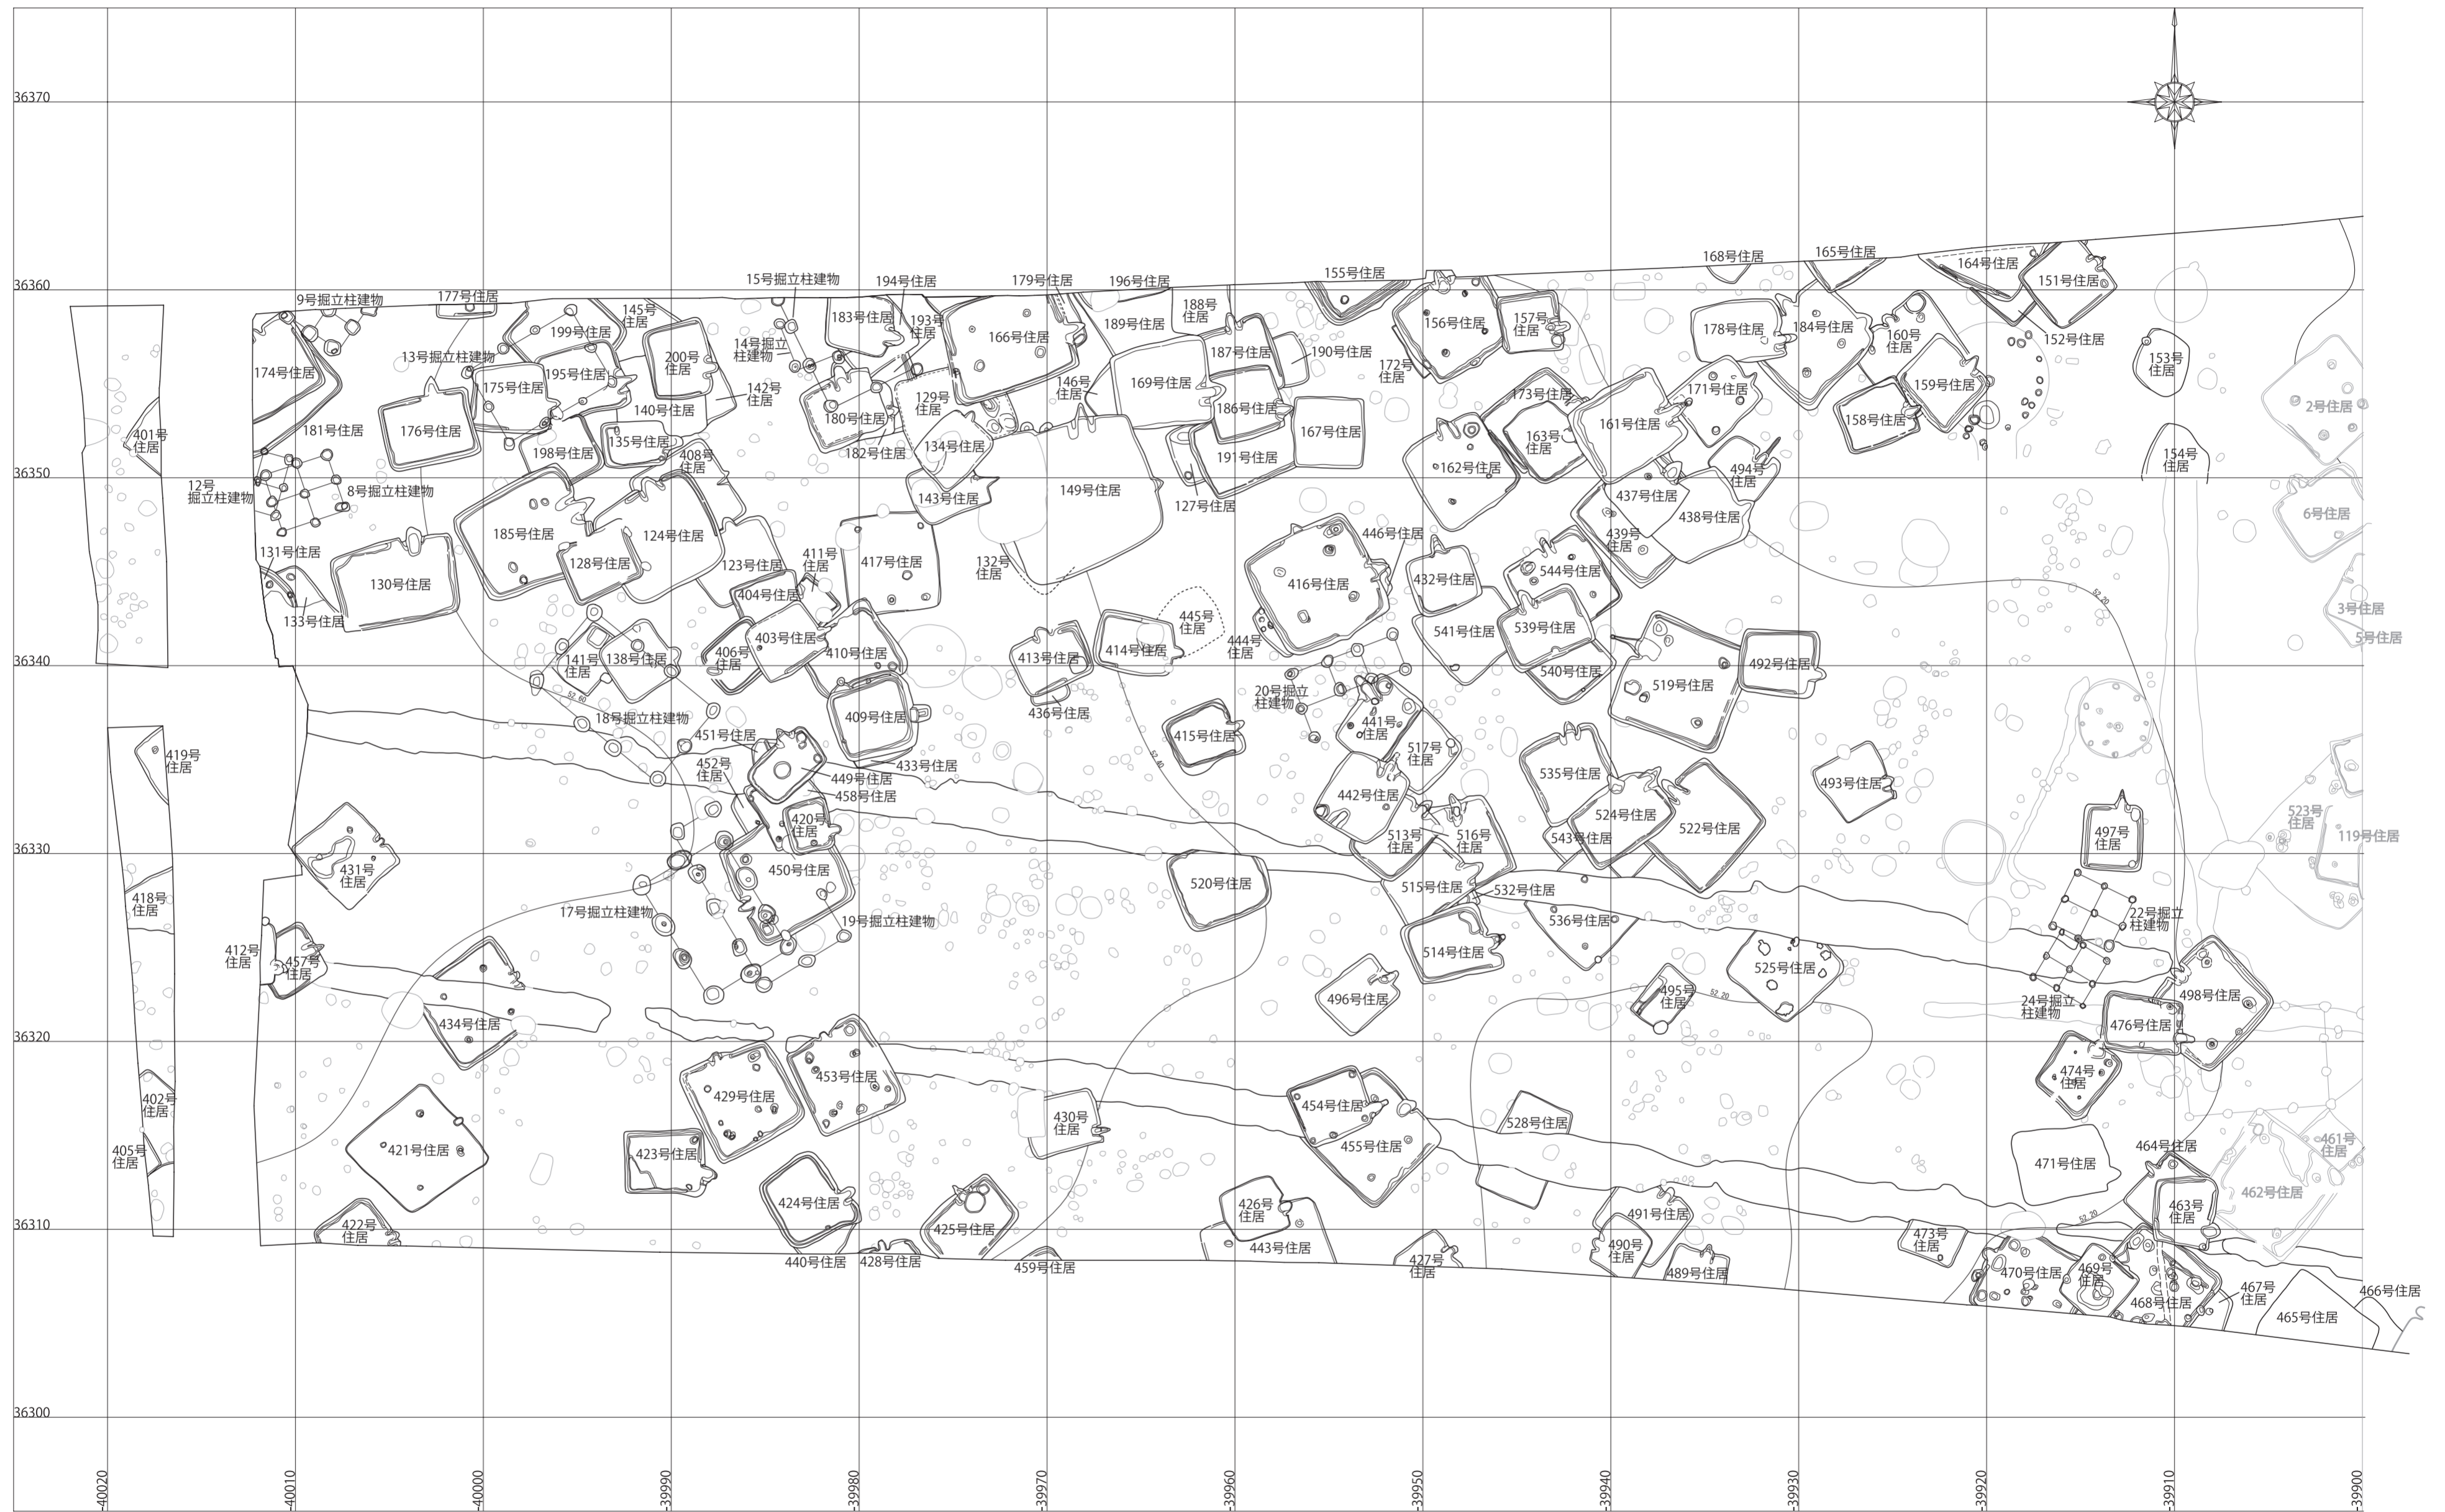 36370
168号住居
165号住居
164号住居
151号住居
36360
9号掘立柱建物
177号住居
15号掘立柱建物
194号住居
179号住居
196号住居
155号住居
145号
住居
199号住居
183号住居
193号
住居
166号住居
188号
住居
189号住居
156号住居
157号
住居
178号住居
184号住居
160号
住居
152号住居
153号
住居
14号掘立
柱建物
13号掘立柱建物
174号住居
175号住居
195号住居
200号
住居
142号
住居
140号住居
146号
住居
169号住居
187号住居
190号住居
172号
住居
173号住居
171号住居
159号住居
2号住居
176号住居
181号住居
198号住居
135号住居
180号住居
129号
住居
182号住居
134号住居
186号住居
167号住居
161号住居
163号
住居
158号住居
401号
住居
408号
住居
191号住居
162号住居
494号
住居
154号
住居
36350
12号
掘立柱建物
8号掘立柱建物
143号住居
149号住居
127号住居
437号住居
438号住居
6号住居
185号住居
124号住居
128号住居
446号住居
439号
住居
131号住居
130号住居
123号住居
411号
住居
417号住居
132号
住居
416号住居
432号住居
544号住居
404号住居
133号住居
403号住居
445号
住居
52.20
3号住居
5号住居
141号
住居
138号住居
406号
住居
410号住居
413号住居
414号住居
444号
住居
541号住居
539号住居
540号住居
519号住居
492号住居
36340
52.60
20号掘立
柱建物
18号掘立柱建物
409号住居
436号住居
441号
住居
451号住居
415号住居
517号
住居
419号
住居
452号
住居
433号住居
449号住居
458号住居
52.40
442号住居
535号住居
493号住居
420号
住居
513号
住居
516号
住居
543号住居
524号住居
522号住居
497号
住居
523号
住居
119号住居
36330
431号
住居
450号住居
520号住居
515号住居
532号住居
418号
住居
17号掘立柱建物
19号掘立柱建物
536号住居
22号掘立
柱建物
412号
住居
457号
住居
514号住居
525号住居
434号住居
496号住居
495号
住居
52.20
24号掘立
柱建物
498号住居
476号住居
36320
474号
住居
402号
住居
429号住居
453号住居
454号住居
455号住居
430号
住居
528号住居
405号
住居
421号住居
423号住居
471号住居
464号住居
461号
住居
462号住居
424号住居
426号
住居
463号
住居
36310
422号
住居
425号住居
443号住居
491号住居
52.20
440号住居
428号住居
459号住居
427号
住居
490号
住居
489号住居
473号
住居
470号住居
469号
住居
468号住居
467号
住居
465号住居
466号住居
36300
40020
40010
40000
39990
39980
39970
39960
39950
39940
39930
39920
39910
39900